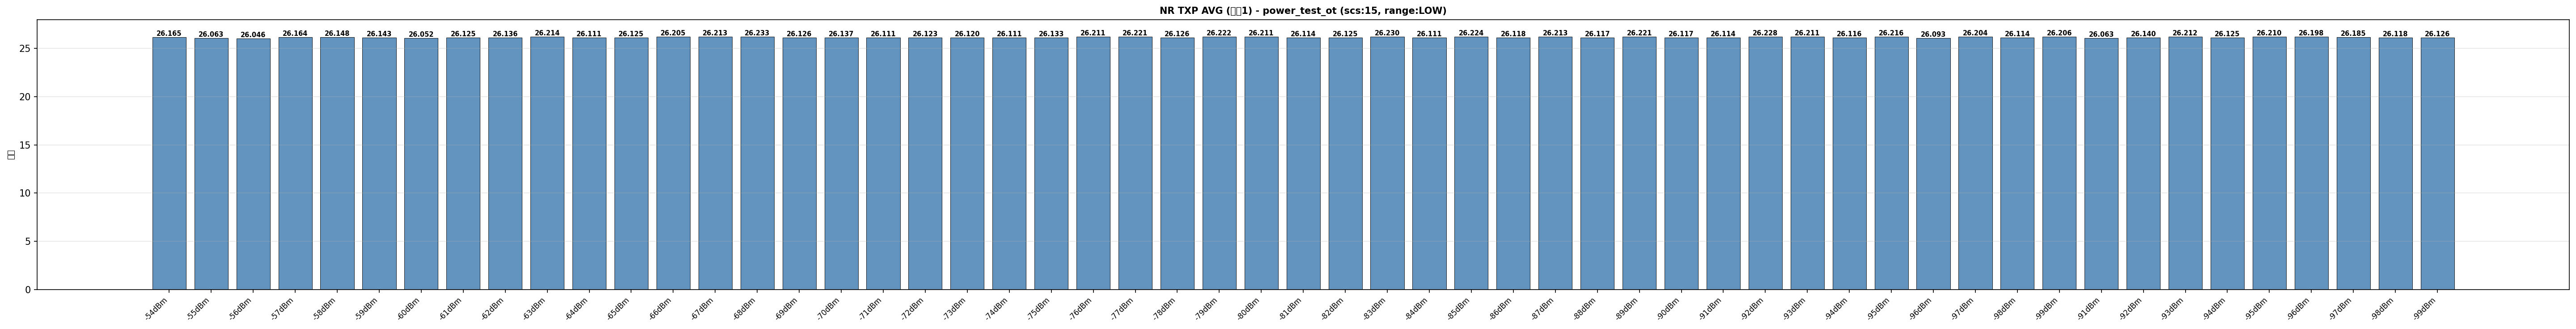 NR TXP AVG (1) - power_test_ot (scs:15, range:LOW)
26.165 26.063 26.046 26.164 26.148 26.143 26.052 26.125 26.136 26.214 26.111 26.125 26.205 26.213 26.233 26.126 26.137 26.111 26.123 26.120 26.111 26.133 26.211 26.221 26.126 26.222 26.211 26.114 26.125 26.230 26.111 26.224 26.118 26.213 26.117 26.221 26.117 26.114 26.228 26.211 26.116 26.216 26.093 26.204 26.114 26.206 26.063 26.140 26.212 26.125 26.210 26.198 26.185 26.118 26.126
25
20
15
10
5
0
-54dBm -55dBm -56dBm -57dBm -58dBm -59dBm -60dBm -61dBm -62dBm -63dBm -64dBm -65dBm -66dBm -67dBm -68dBm -69dBm -70dBm -71dBm -72dBm -73dBm -74dBm -75dBm -76dBm -77dBm -78dBm -79dBm -80dBm -81dBm -82dBm -83dBm -84dBm -85dBm -86dBm -87dBm -88dBm -89dBm -90dBm -91dBm -92dBm -93dBm -94dBm -95dBm -96dBm -97dBm -98dBm -99dBm -91dBm -92dBm -93dBm -94dBm -95dBm -96dBm -97dBm -98dBm -99dBm